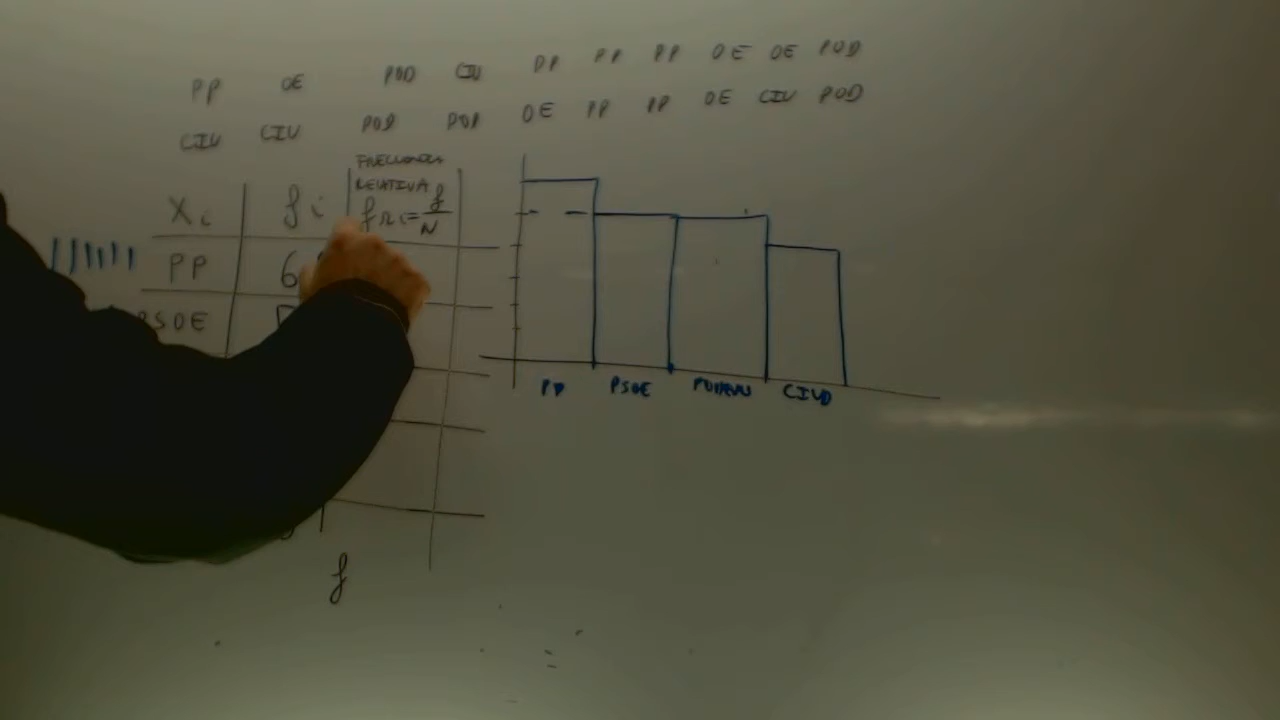 PP OE POD CIU PP PP PP OE OE POD
CIU CIU POD POD OE PP PP OE CIU POD
FRECUENCIA
RELATIVA
Xi fi fri=f/N
PP 6
PSOE
f
PP PSOE PODEMOS CIUD